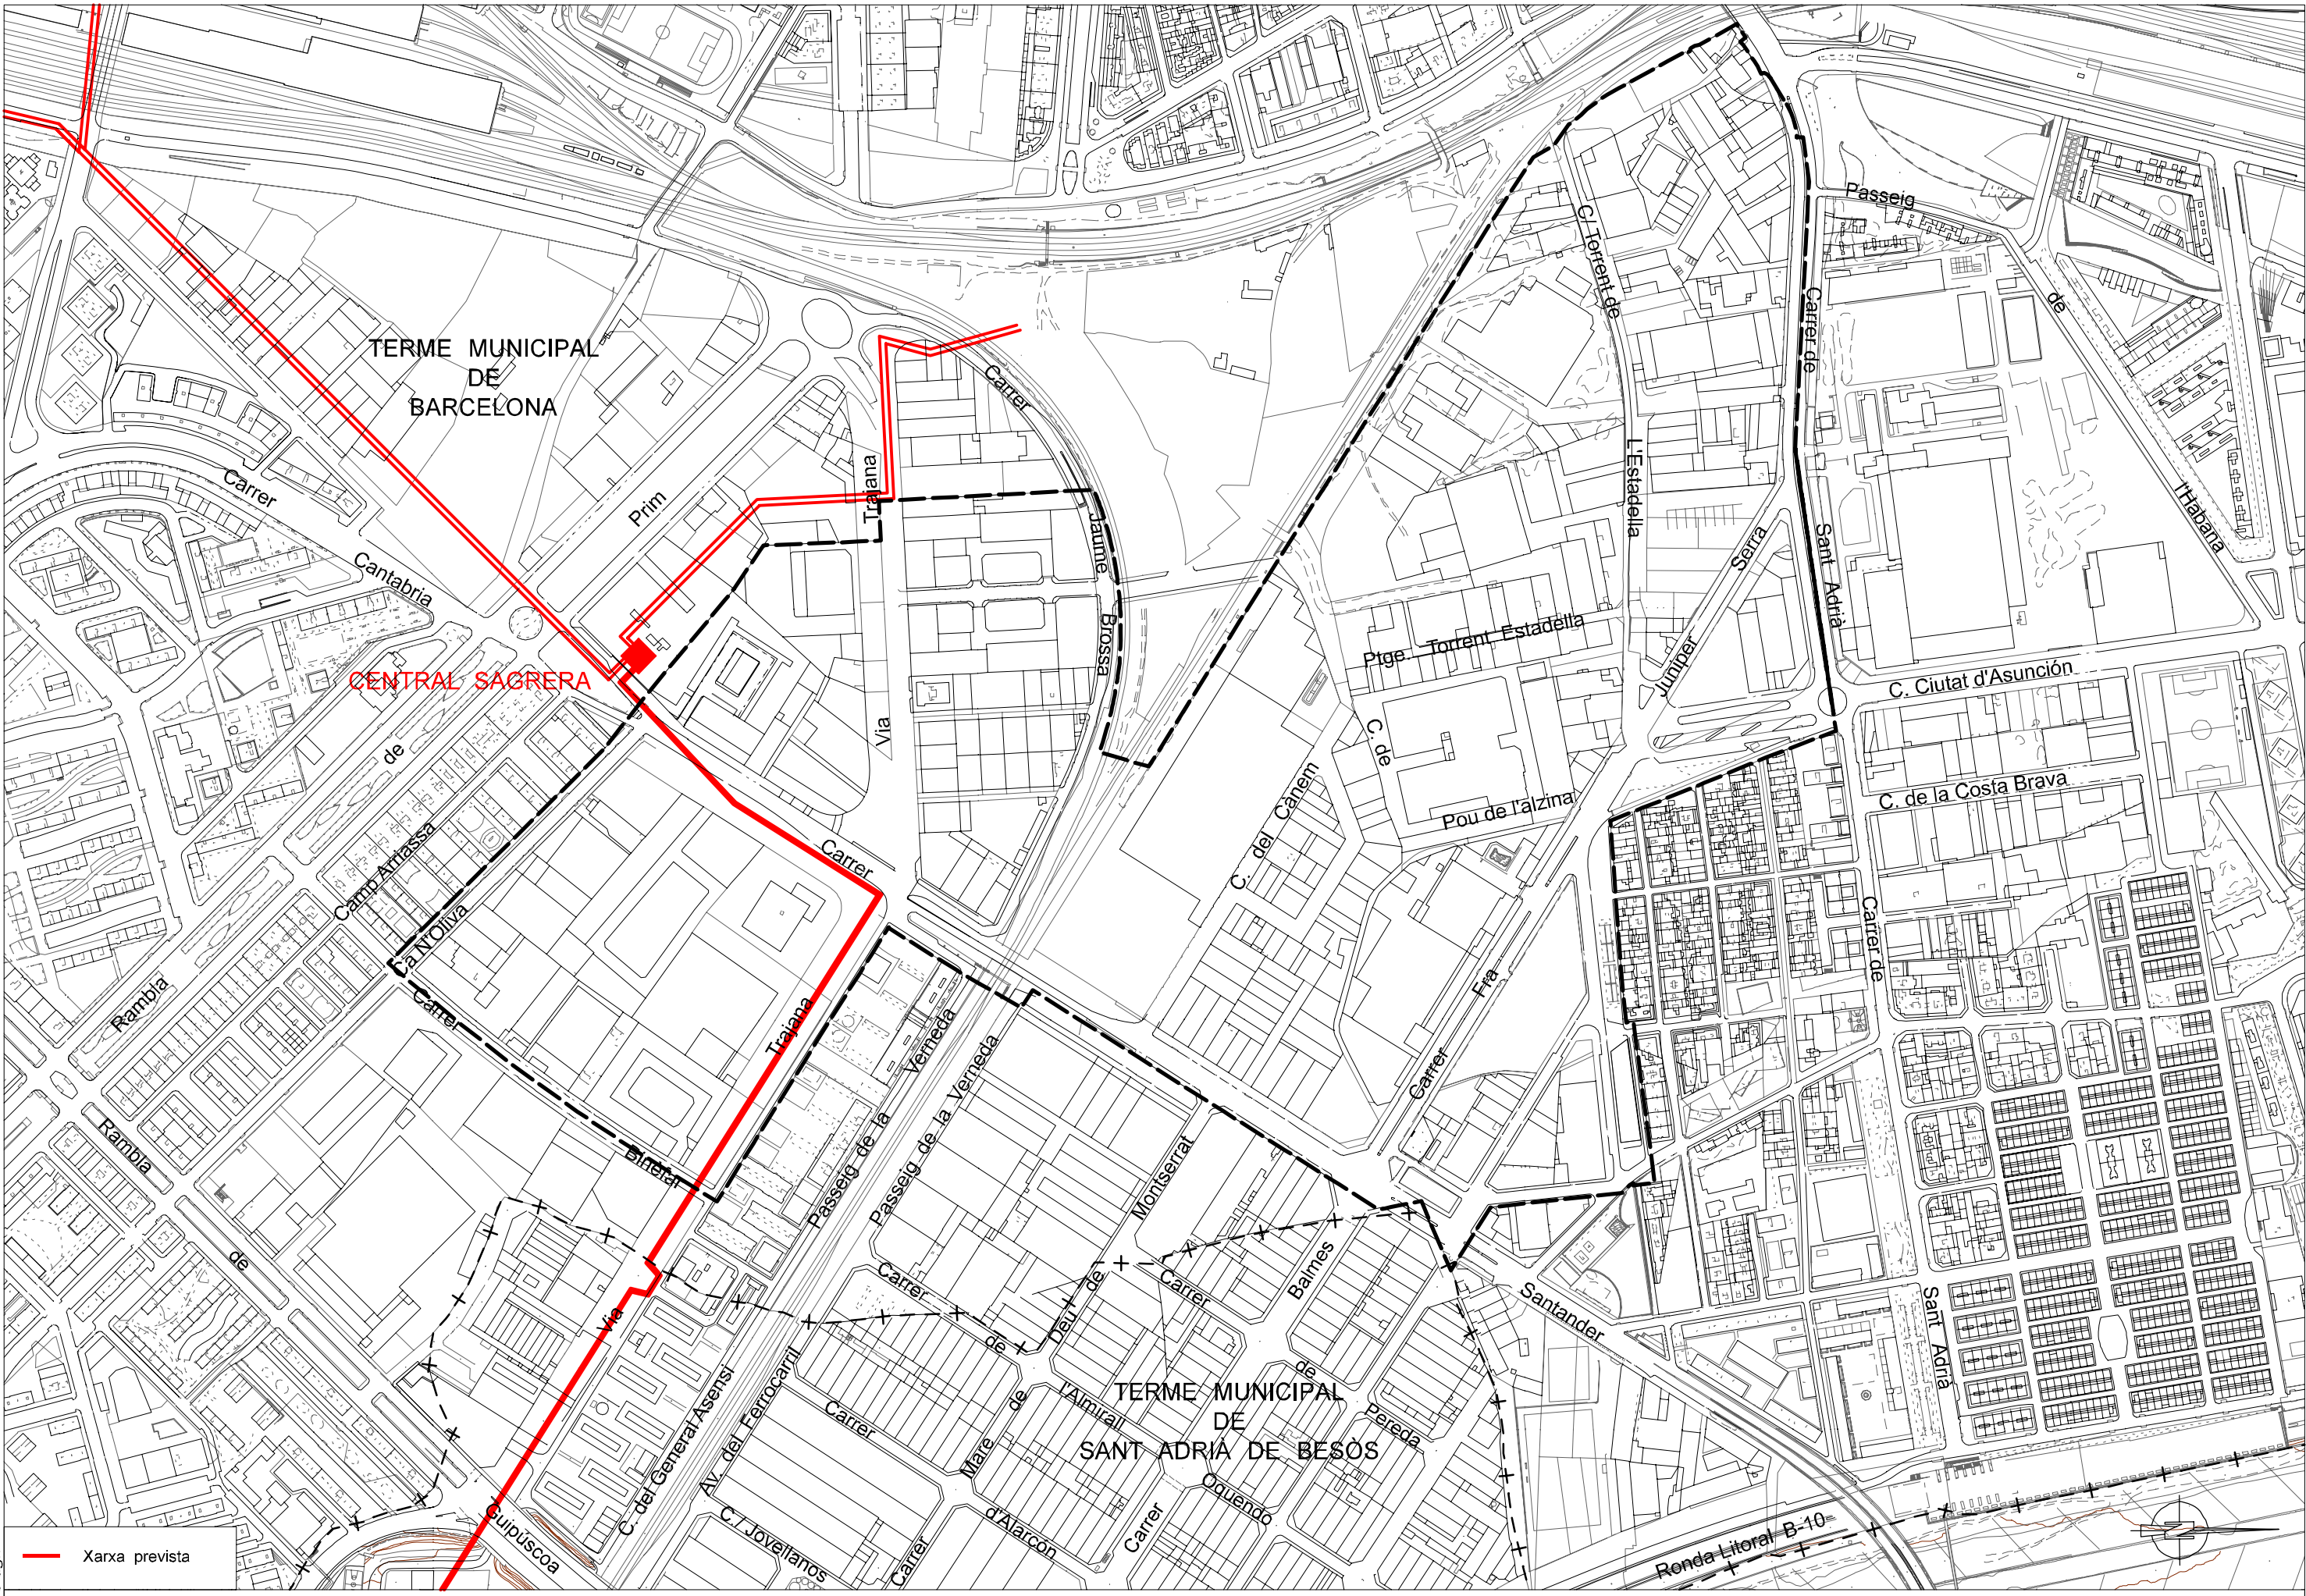 Passeig
de
l'Habana
C/ Torrent de
L'Estadella
Carrer de
Sant Adrià
TERME MUNICIPAL
DE
BARCELONA
Carrer
Jaume
Brossa
Trajana
Via
Prim
Carrer
Cantabria
Serra
Juniper
Ptge. Torrent Estadella
CENTRAL SAGRERA
C. Ciutat d'Asunción
C. de
Pou de l'alzina
C. de la Costa Brava
de
C. del Cànem
Camp Arriassa
Carrer
Ca N'Oliva
Carrer de
Rambla
Carrer
Fra
Trajana
Verneda
Passeig de la
Passeig de la Verneda
Carrer
Rambla
Binèfar
Montserrat
de
Carrer
de
Carrer
Balmes
Deu
de
Santander
Via
Sant Adrià
C. del General Asensi
Av. del Ferrocarril
Carrer
Mare
de
l'Almirall
TERME MUNICIPAL
DE
SANT ADRIÀ DE BESÒS
de
Pereda
Oquendo
Carrer
Guipúscoa
C./ Jovellanos
Carrer
d'Alarcón
Ronda Litoral B-10
Xarxa prevista